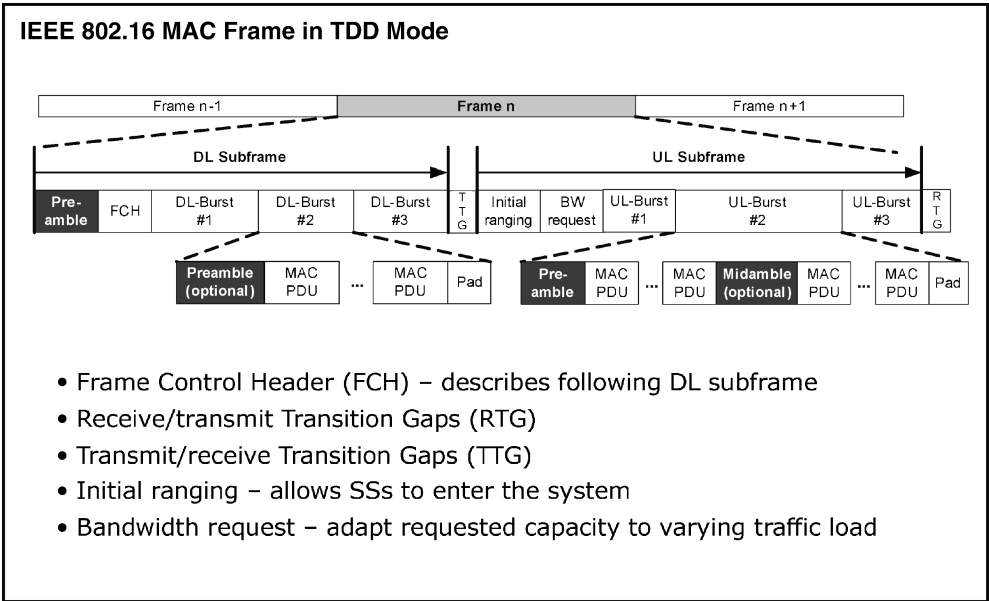 IEEE 802.16 MAC Frame in TDD Mode
Frame n-1 Frame n Frame n+1
DL Subframe UL Subframe
Pre-
amble
FCH
DL-Burst
#1
DL-Burst
#2
DL-Burst
#3
T
T
G
Initial
ranging
BW
request
UL-Burst
#1
UL-Burst
#2
UL-Burst
#3
R
T
G
Preamble
(optional)
MAC
PDU
...
MAC
PDU
Pad
Pre-
amble
MAC
PDU
...
MAC
PDU
Midamble
(optional)
MAC
PDU
...
MAC
PDU
Pad
• Frame Control Header (FCH) – describes following DL subframe
• Receive/transmit Transition Gaps (RTG)
• Transmit/receive Transition Gaps (TTG)
• Initial ranging – allows SSs to enter the system
• Bandwidth request – adapt requested capacity to varying traffic load